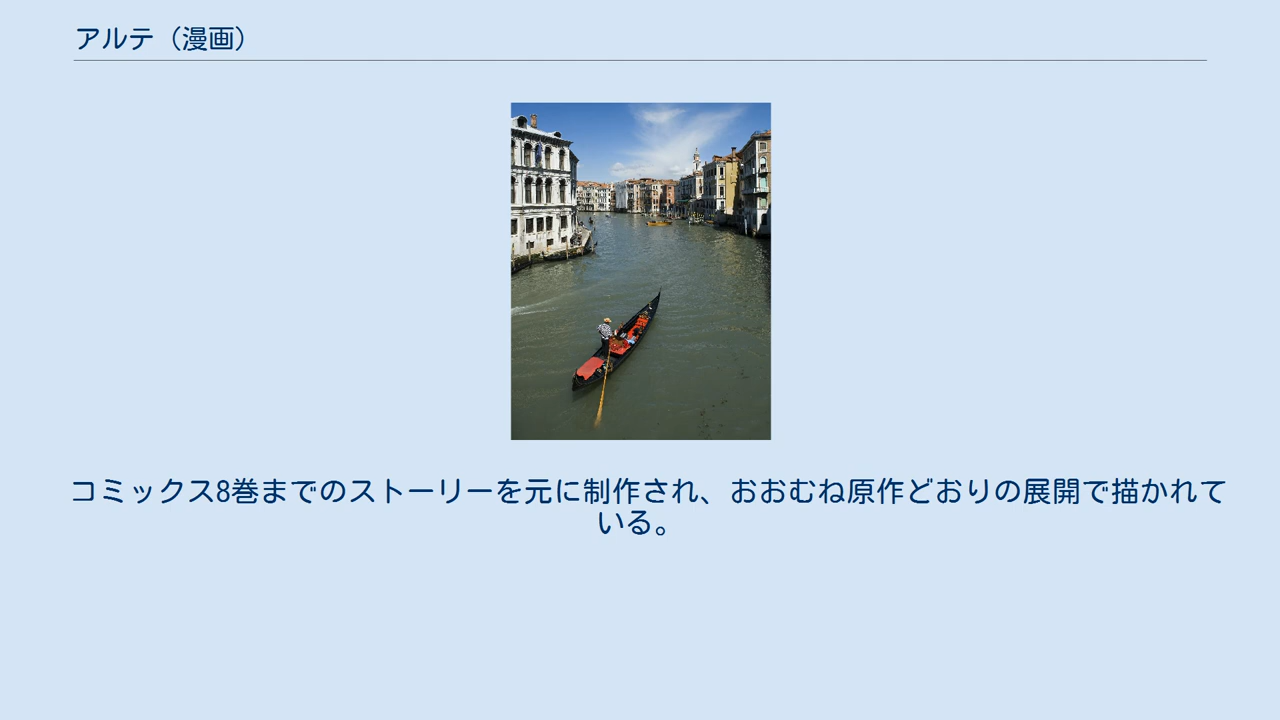 アルテ（漫画）
コミックス8巻までのストーリーを元に制作され、おおむね原作どおりの展開で描かれて
いる。